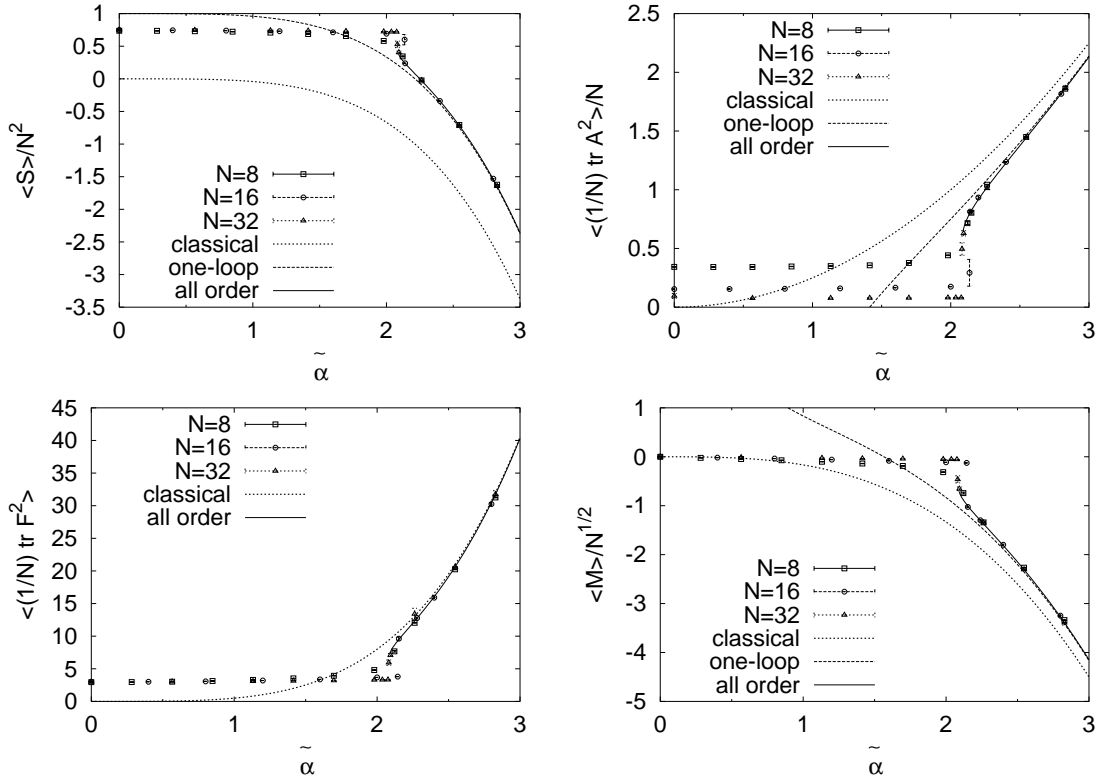 1
0.5
0
-0.5
-1
-1.5
-2
-2.5
-3
-3.5
<S>/N²
N=8
N=16
N=32
classical
one-loop
all order
0 1 2 3
α̃
2.5
2
1.5
1
0.5
0
<(1/N) tr A²>/N
N=8
N=16
N=32
classical
one-loop
all order
0 1 2 3
α̃
45
40
35
30
25
20
15
10
5
0
<(1/N) tr F²>
N=8
N=16
N=32
classical
all order
0 1 2 3
α̃
1
0
-1
-2
-3
-4
-5
<M>/N^{1/2}
N=8
N=16
N=32
classical
one-loop
all order
0 1 2 3
α̃